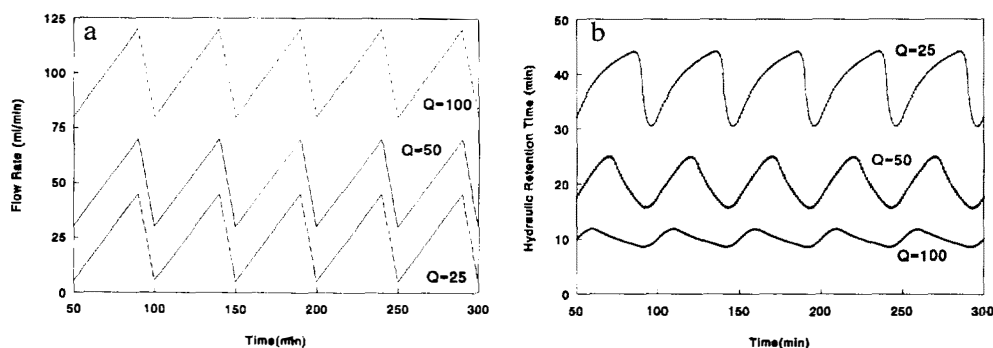 a
125
100
75
50
25
0
Flow Rate (ml/min)
Q=100
Q=50
Q=25
50 100 150 200 250 300
Time(min)
b
50
40
30
20
10
0
Hydraulic Retention Time (min)
Q=25
Q=50
Q=100
50 100 150 200 250 300
Time(min)